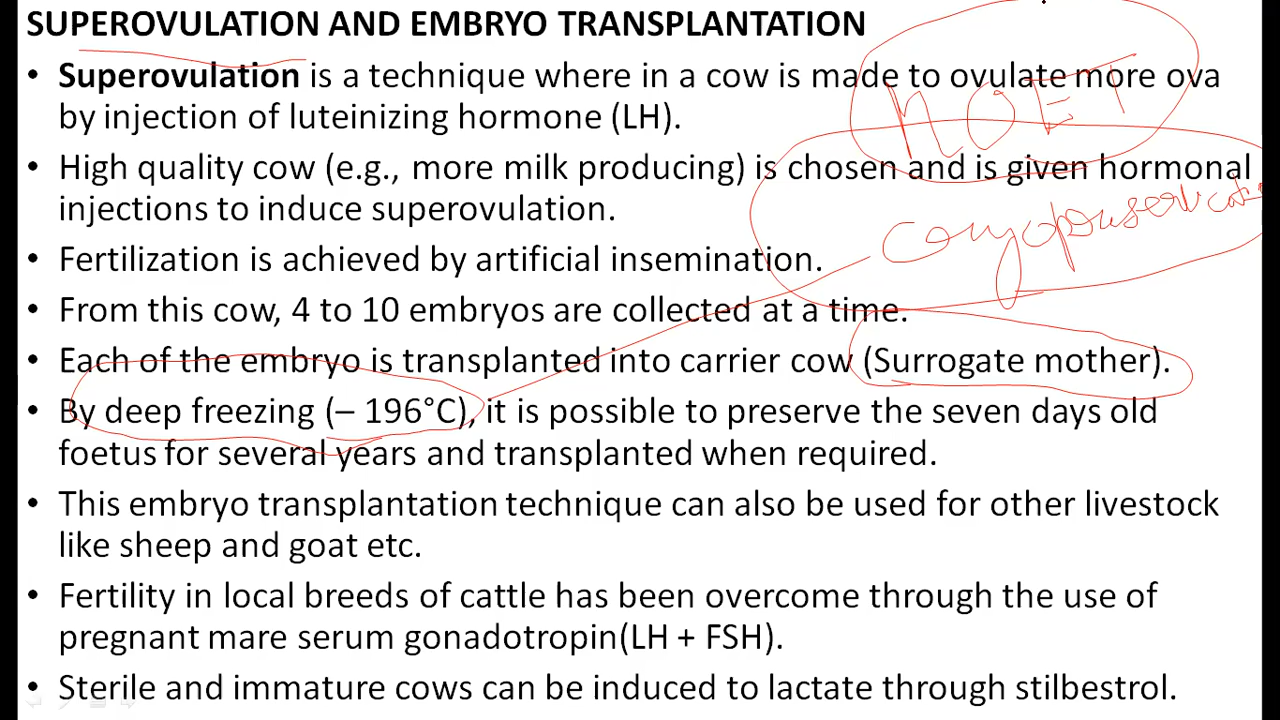 SUPEROVULATION AND EMBRYO TRANSPLANTATION
• Superovulation is a technique where in a cow is made to ovulate more ova
by injection of luteinizing hormone (LH).
MOET
• High quality cow (e.g., more milk producing) is chosen and is given hormonal
injections to induce superovulation.
• Fertilization is achieved by artificial insemination.
• From this cow, 4 to 10 embryos are collected at a time.
• Each of the embryo is transplanted into carrier cow (Surrogate mother).
• By deep freezing (– 196°C), it is possible to preserve the seven days old
foetus for several years and transplanted when required.
• This embryo transplantation technique can also be used for other livestock
like sheep and goat etc.
• Fertility in local breeds of cattle has been overcome through the use of
pregnant mare serum gonadotropin(LH + FSH).
• Sterile and immature cows can be induced to lactate through stilbestrol.